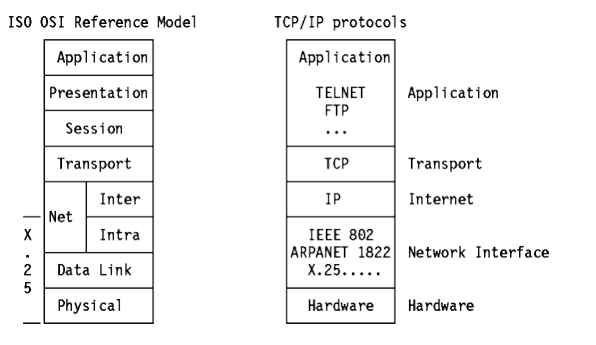 ISO OSI Reference Model
Application
Presentation
Session
Transport
Net
Inter
Intra
Data Link
Physical
X
.
2
5
TCP/IP protocols
Application
TELNET
FTP
...
TCP
IP
IEEE 802
ARPANET 1822
X.25.....
Hardware
Application
Transport
Internet
Network Interface
Hardware